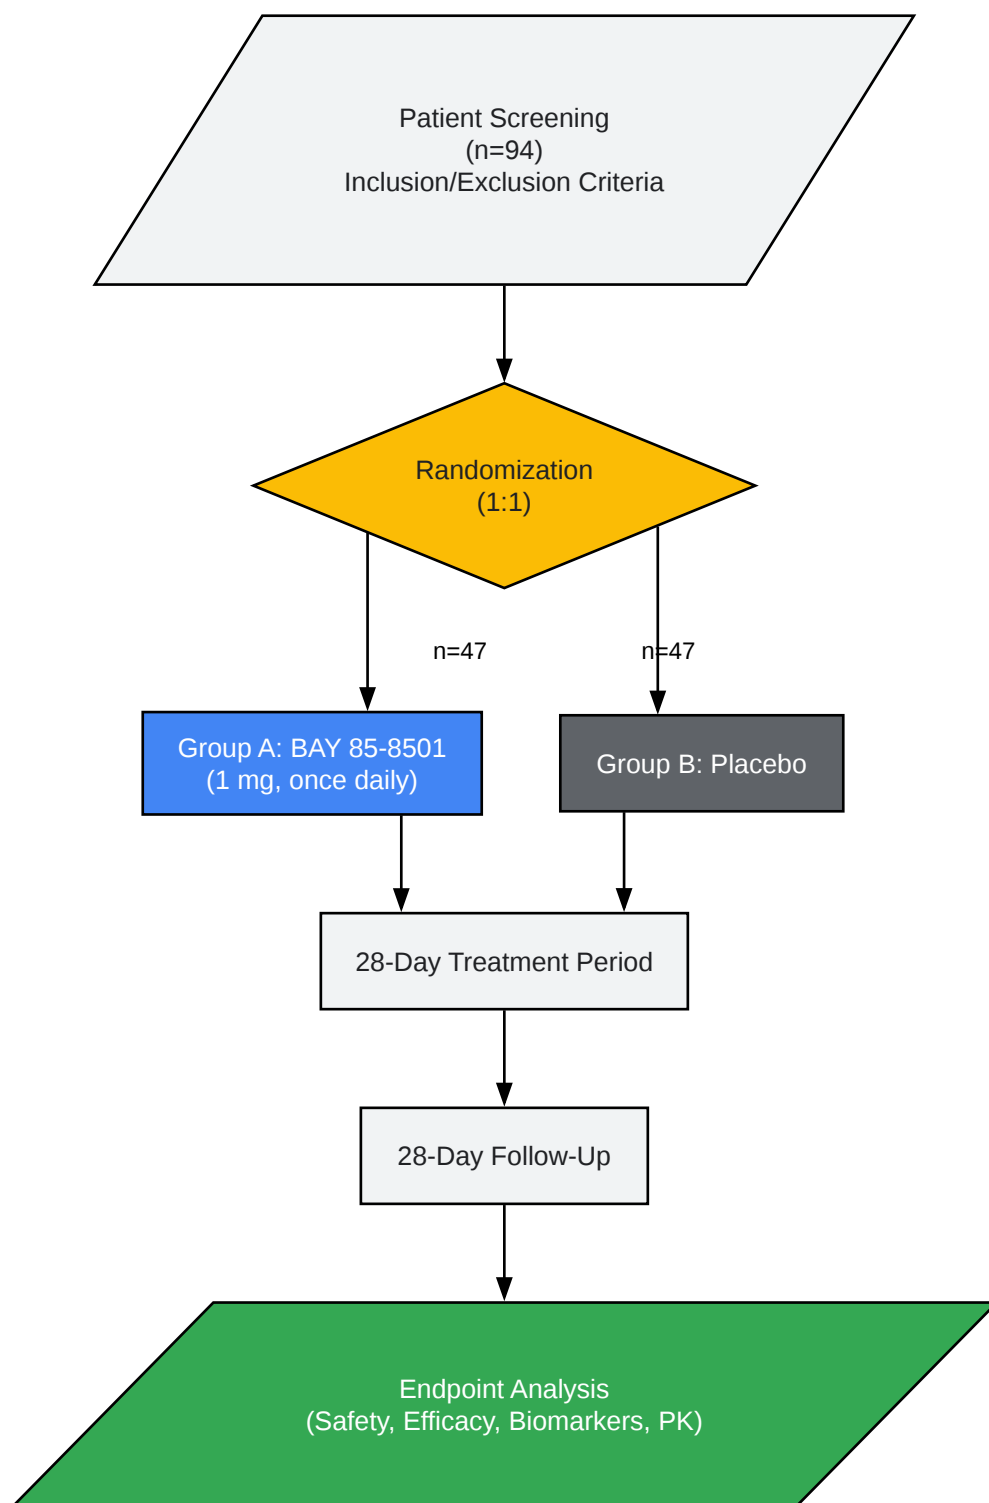 Patient Screening
(n=94)
Inclusion/Exclusion Criteria
Randomization
(1:1)
n=47
n=47
Group A: BAY 85-8501
(1 mg, once daily)
Group B: Placebo
28-Day Treatment Period
28-Day Follow-Up
Endpoint Analysis
(Safety, Efficacy, Biomarkers, PK)